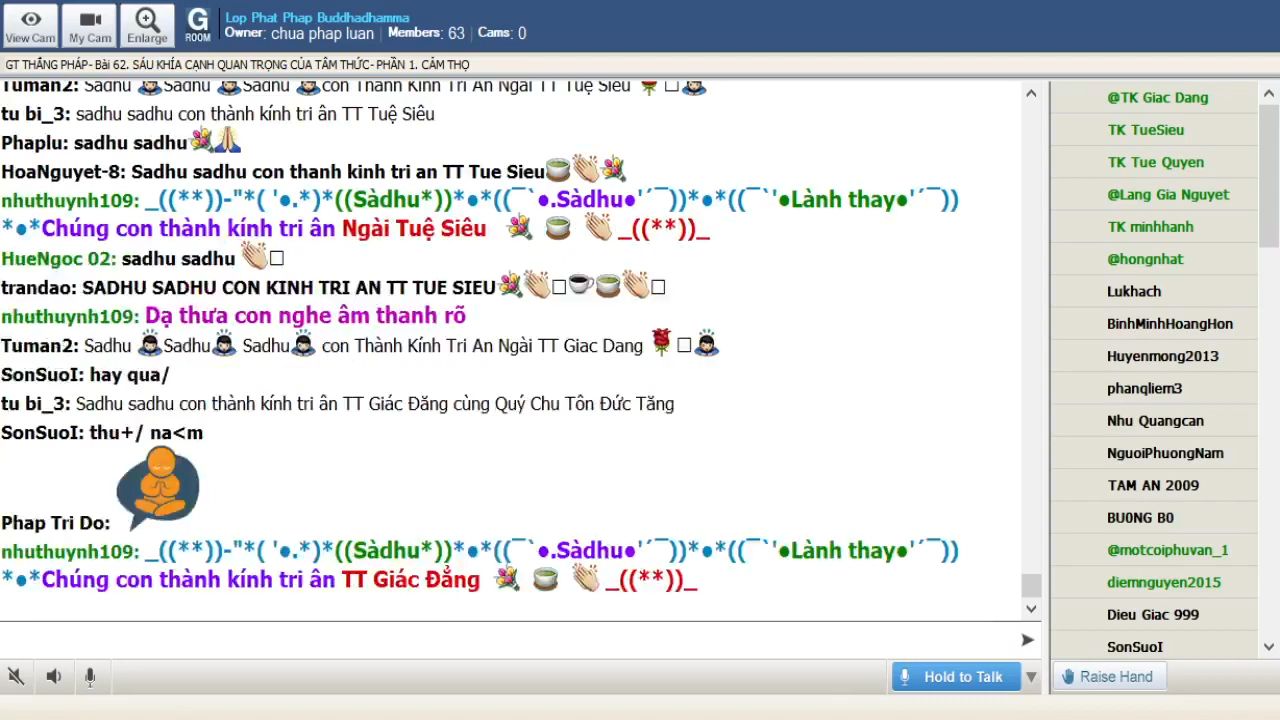 Lop Phat Phap Buddhadhamma
View Cam My Cam Enlarge G ROOM Owner: chua phap luan Members: 63 Cams: 0
GT THẮNG PHÁP- Bài 62. SÁU KHÍA CẠNH QUAN TRỌNG CỦA TÂM THỨC- PHẦN 1. CẢM THỌ
Tuman2: Sadhu Sadhu Sadhu con Thành Kính Tri Ân Ngài TT Tuệ Siêu
tu bi_3: sadhu sadhu con thành kính tri ân TT Tuệ Siêu
Phaplu: sadhu sadhu
HoaNguyet-8: Sadhu sadhu con thanh kinh tri an TT Tue Sieu
nhuthuynh109: _((**))-"*( '●.*)*((Sàdhu*))*●*((¯`●.Sàdhu●'´¯))*●*((¯`'●Lành thay●'´¯))
*●*Chúng con thành kính tri ân Ngài Tuệ Siêu _((**))_
HueNgoc 02: sadhu sadhu
trandao: SADHU SADHU CON KINH TRI AN TT TUE SIEU
nhuthuynh109: Dạ thưa con nghe âm thanh rõ
Tuman2: Sadhu Sadhu Sadhu con Thành Kính Tri An Ngài TT Giac Dang
SonSuoI: hay qua/
tu bi_3: Sadhu sadhu con thành kính tri ân TT Giác Đăng cùng Quý Chu Tôn Đức Tăng
SonSuoI: thu+/ na<m
Phap Tri Do:
nhuthuynh109: _((**))-"*( '●.*)*((Sàdhu*))*●*((¯`●.Sàdhu●'´¯))*●*((¯`'●Lành thay●'´¯))
*●*Chúng con thành kính tri ân TT Giác Đẳng _((**))_
Hold to Talk
@TK Giac Dang
TK TueSieu
TK Tue Quyen
@Lang Gia Nguyet
TK minhhanh
@hongnhat
Lukhach
BinhMinhHoangHon
Huyenmong2013
phanqliem3
Nhu Quangcan
NguoiPhuongNam
TAM AN 2009
BU0NG B0
@motcoiphuvan_1
diemnguyen2015
Dieu Giac 999
SonSuoI
Raise Hand